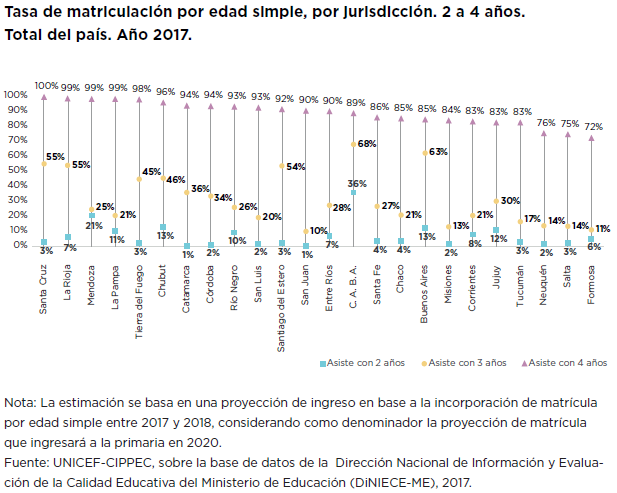 Tasa de matriculación por edad simple, por jurisdicción. 2 a 4 años.
Total del país. Año 2017.
100% 99% 99% 99% 98% 96% 94% 94% 93% 93% 92% 90% 90% 89% 86% 85% 85% 84% 83% 83% 83% 76% 75% 72%
100%
90%
80%
70%
60%
50%
40%
30%
20%
10%
0%
55% 55% 25% 21% 45% 46% 36% 34% 26% 20% 54% 10% 28% 68% 27% 21% 63% 13% 21% 30% 17% 14% 14% 11%
3% 7% 21% 11% 3% 13% 1% 2% 10% 2% 3% 1% 7% 36% 4% 4% 13% 2% 8% 12% 3% 2% 3% 6%
Santa Cruz
La Rioja
Mendoza
La Pampa
Tierra del Fuego
Chubut
Catamarca
Córdoba
Río Negro
San Luis
Santiago del Estero
San Juan
Entre Ríos
C. A. B. A.
Santa Fe
Chaco
Buenos Aires
Misiones
Corrientes
Jujuy
Tucumán
Neuquén
Salta
Formosa
Asiste con 2 años Asiste con 3 años Asiste con 4 años
Nota: La estimación se basa en una proyección de ingreso en base a la incorporación de matrícula
por edad simple entre 2017 y 2018, considerando como denominador la proyección de matrícula
que ingresará a la primaria en 2020.
Fuente: UNICEF-CIPPEC, sobre la base de datos de la Dirección Nacional de Información y Evalua-
ción de la Calidad Educativa del Ministerio de Educación (DiNIECE-ME), 2017.